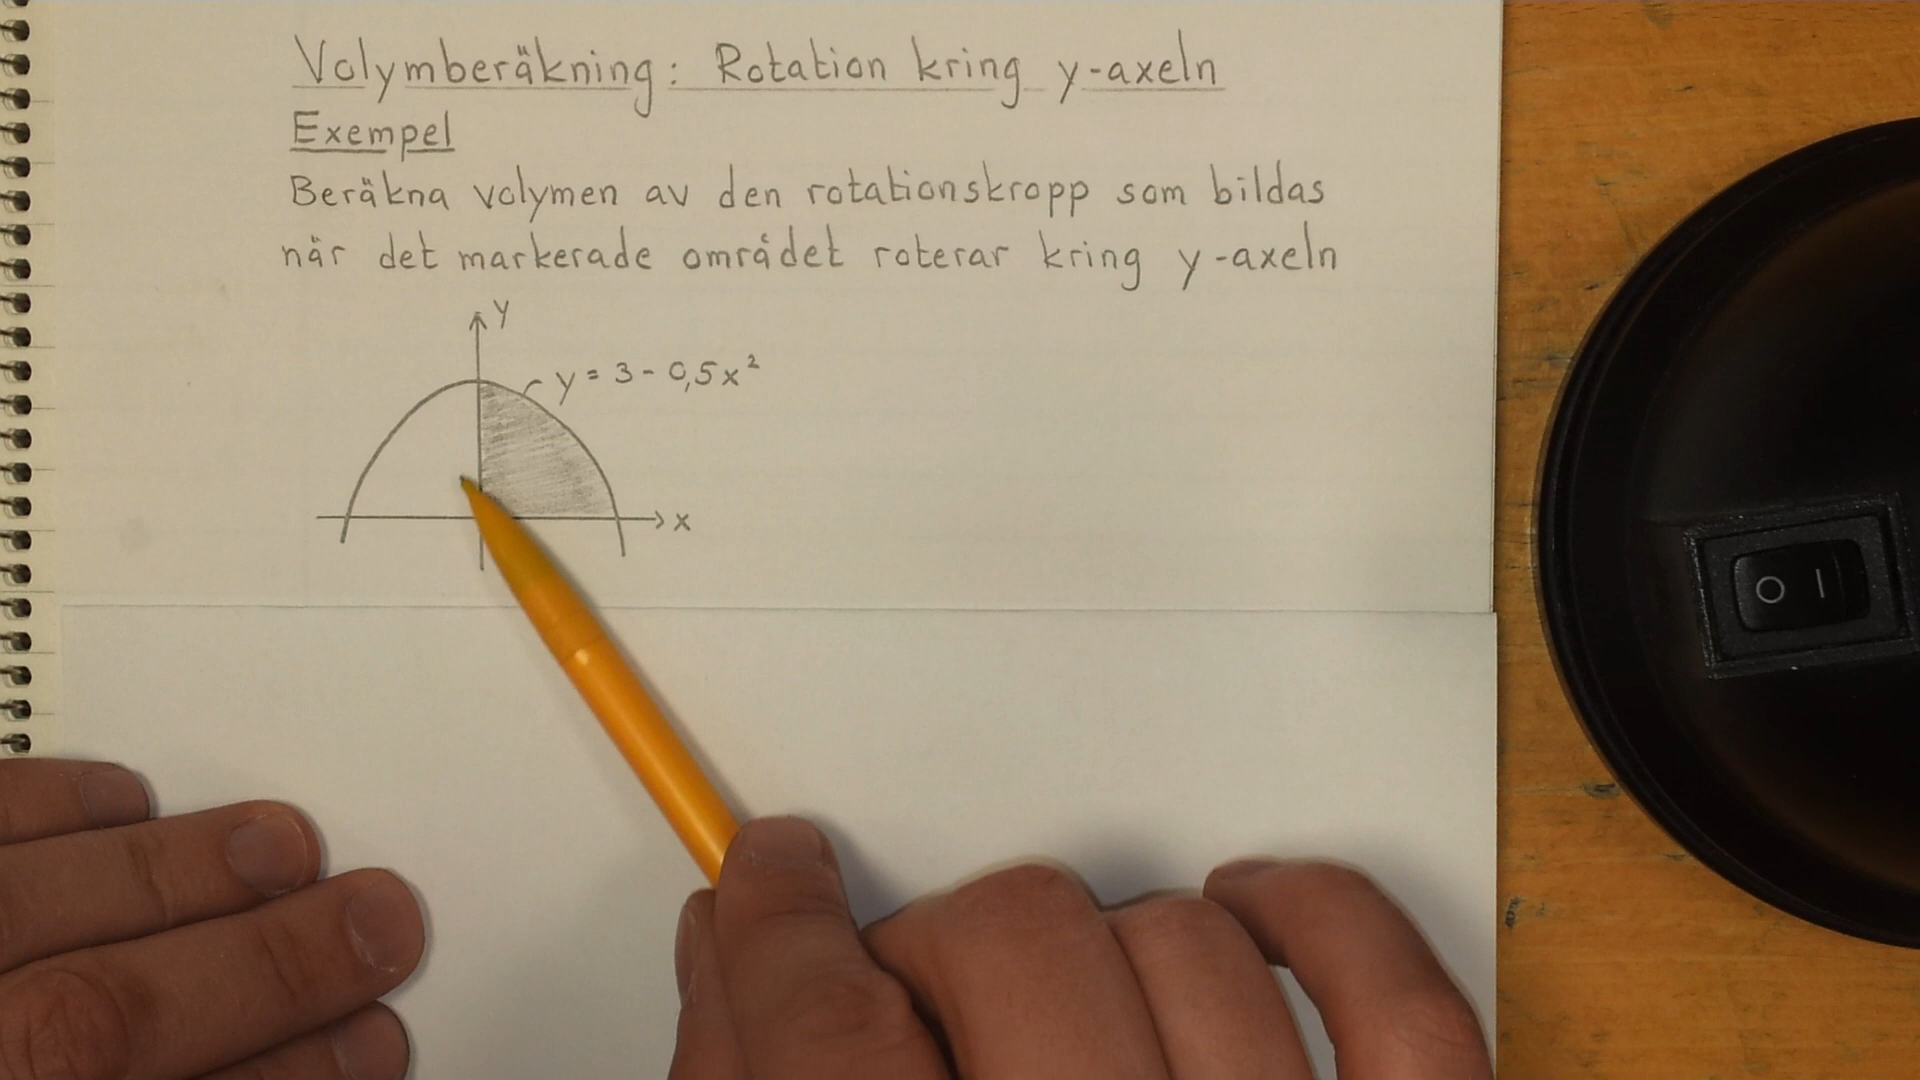 Volymberäkning: Rotation kring y-axeln
Exempel
Beräkna volymen av den rotationskropp som bildas
när det markerade området roterar kring y-axeln
y
y = 3 - 0,5x²
x
O I